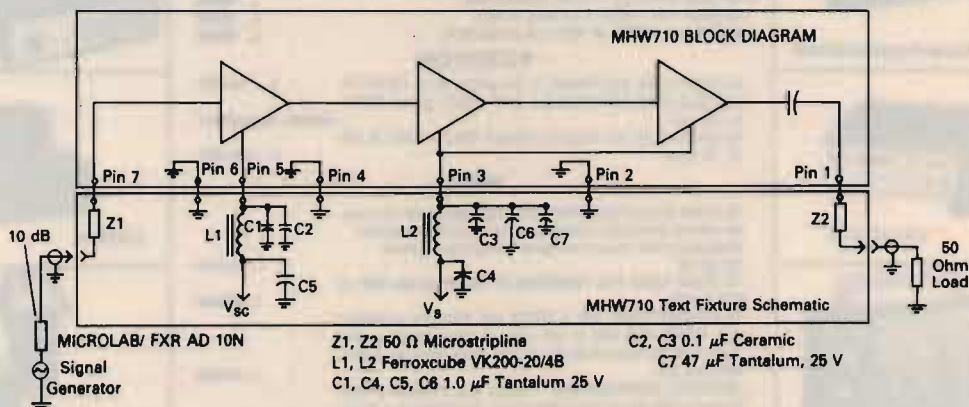 MHW710 BLOCK DIAGRAM
Pin 7
Pin 6
Pin 5
Pin 4
Pin 3
Pin 2
Pin 1
Z1
L1
C1
C2
C5
VSC
L2
C3
C6
C7
C4
VS
Z2
10 dB
50
Ohm
Load
MHW710 Text Fixture Schematic
MICROLAB/ FXR AD 10N
Signal
Generator
Z1, Z2 50 Ω Microstripline
L1, L2 Ferroxcube VK200-20/4B
C1, C4, C5, C6 1.0 μF Tantalum 25 V
C2, C3 0.1 μF Ceramic
C7 47 μF Tantalum, 25 V